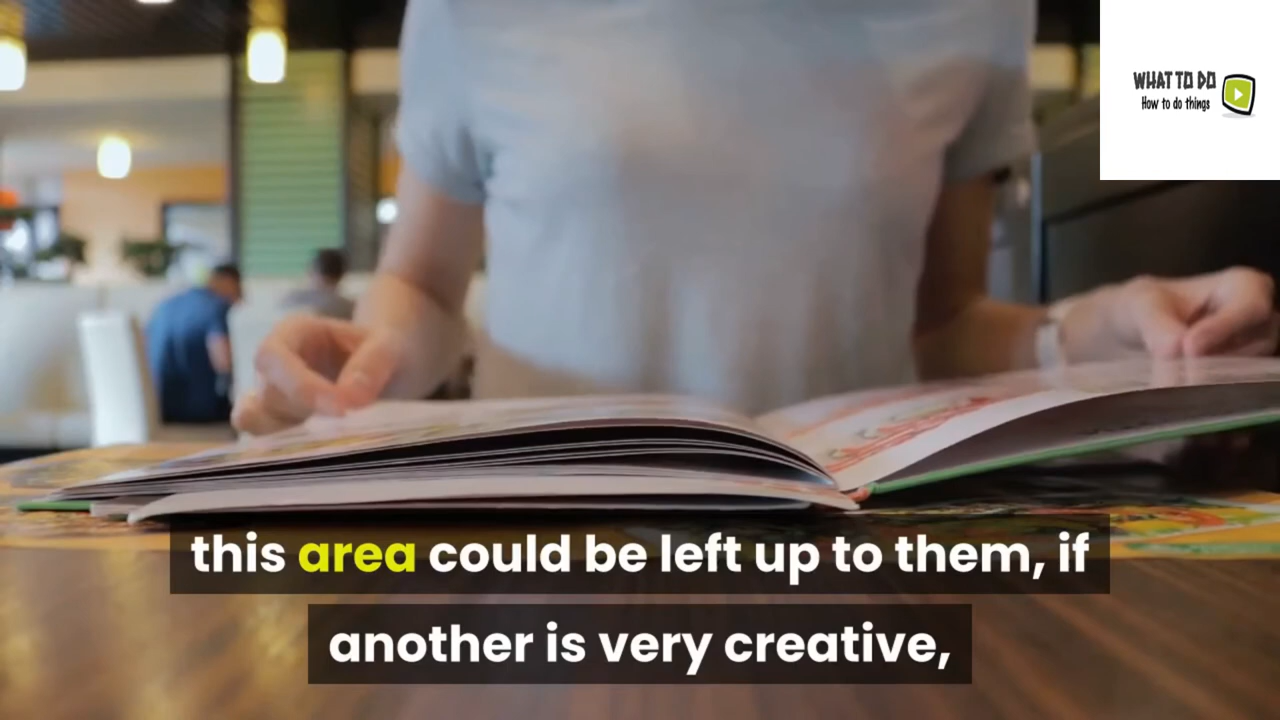 WHAT TO DO
How to do things
this area could be left up to them, if
another is very creative,